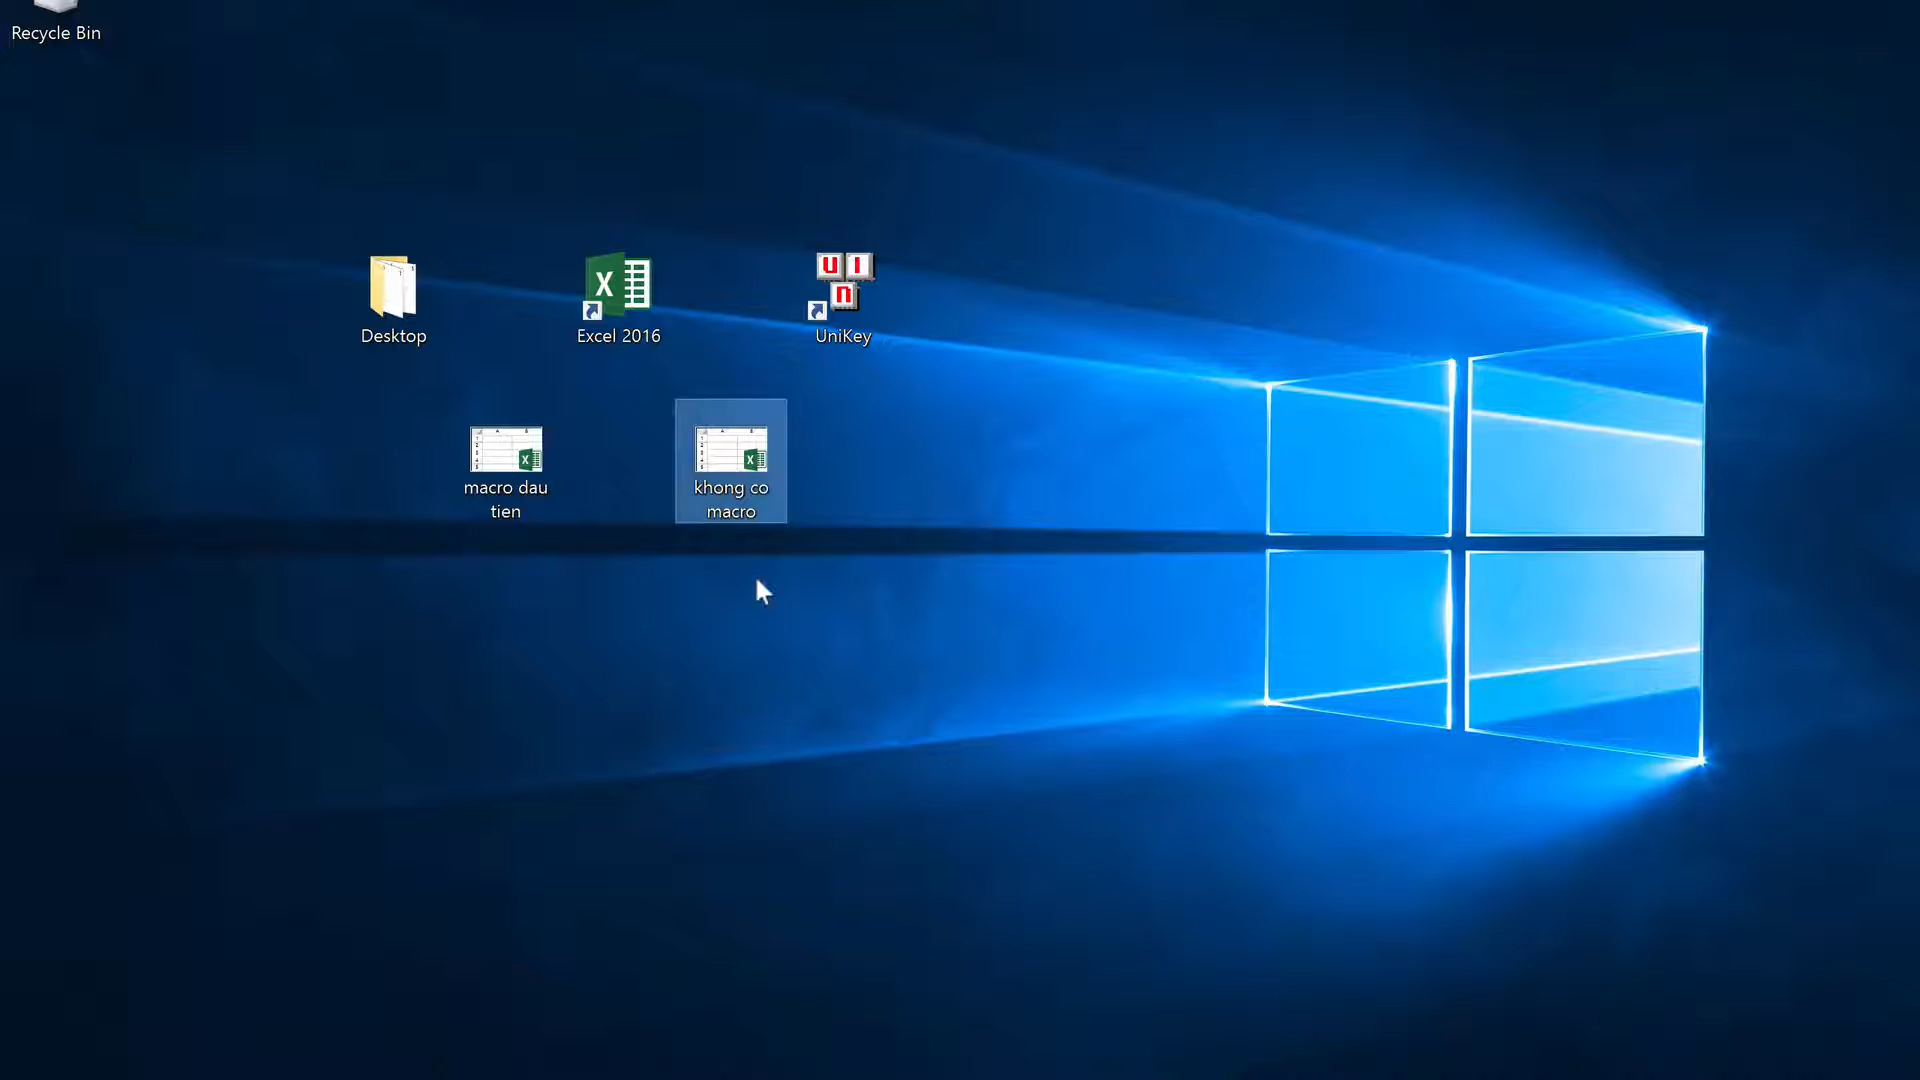 Recycle Bin
Desktop
Excel 2016
U I
n
UniKey
macro dau
tien
khong co
macro